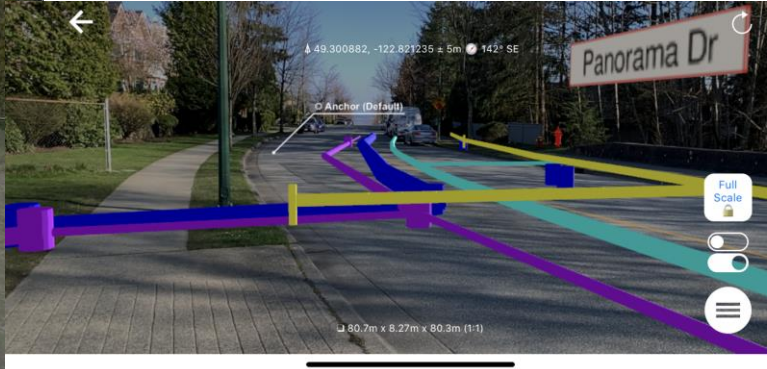 49.300882, -122.821235 ± 5m 142° SE
Panorama Dr
Anchor (Default)
Full
Scale
80.7m x 8.27m x 80.3m (1:1)